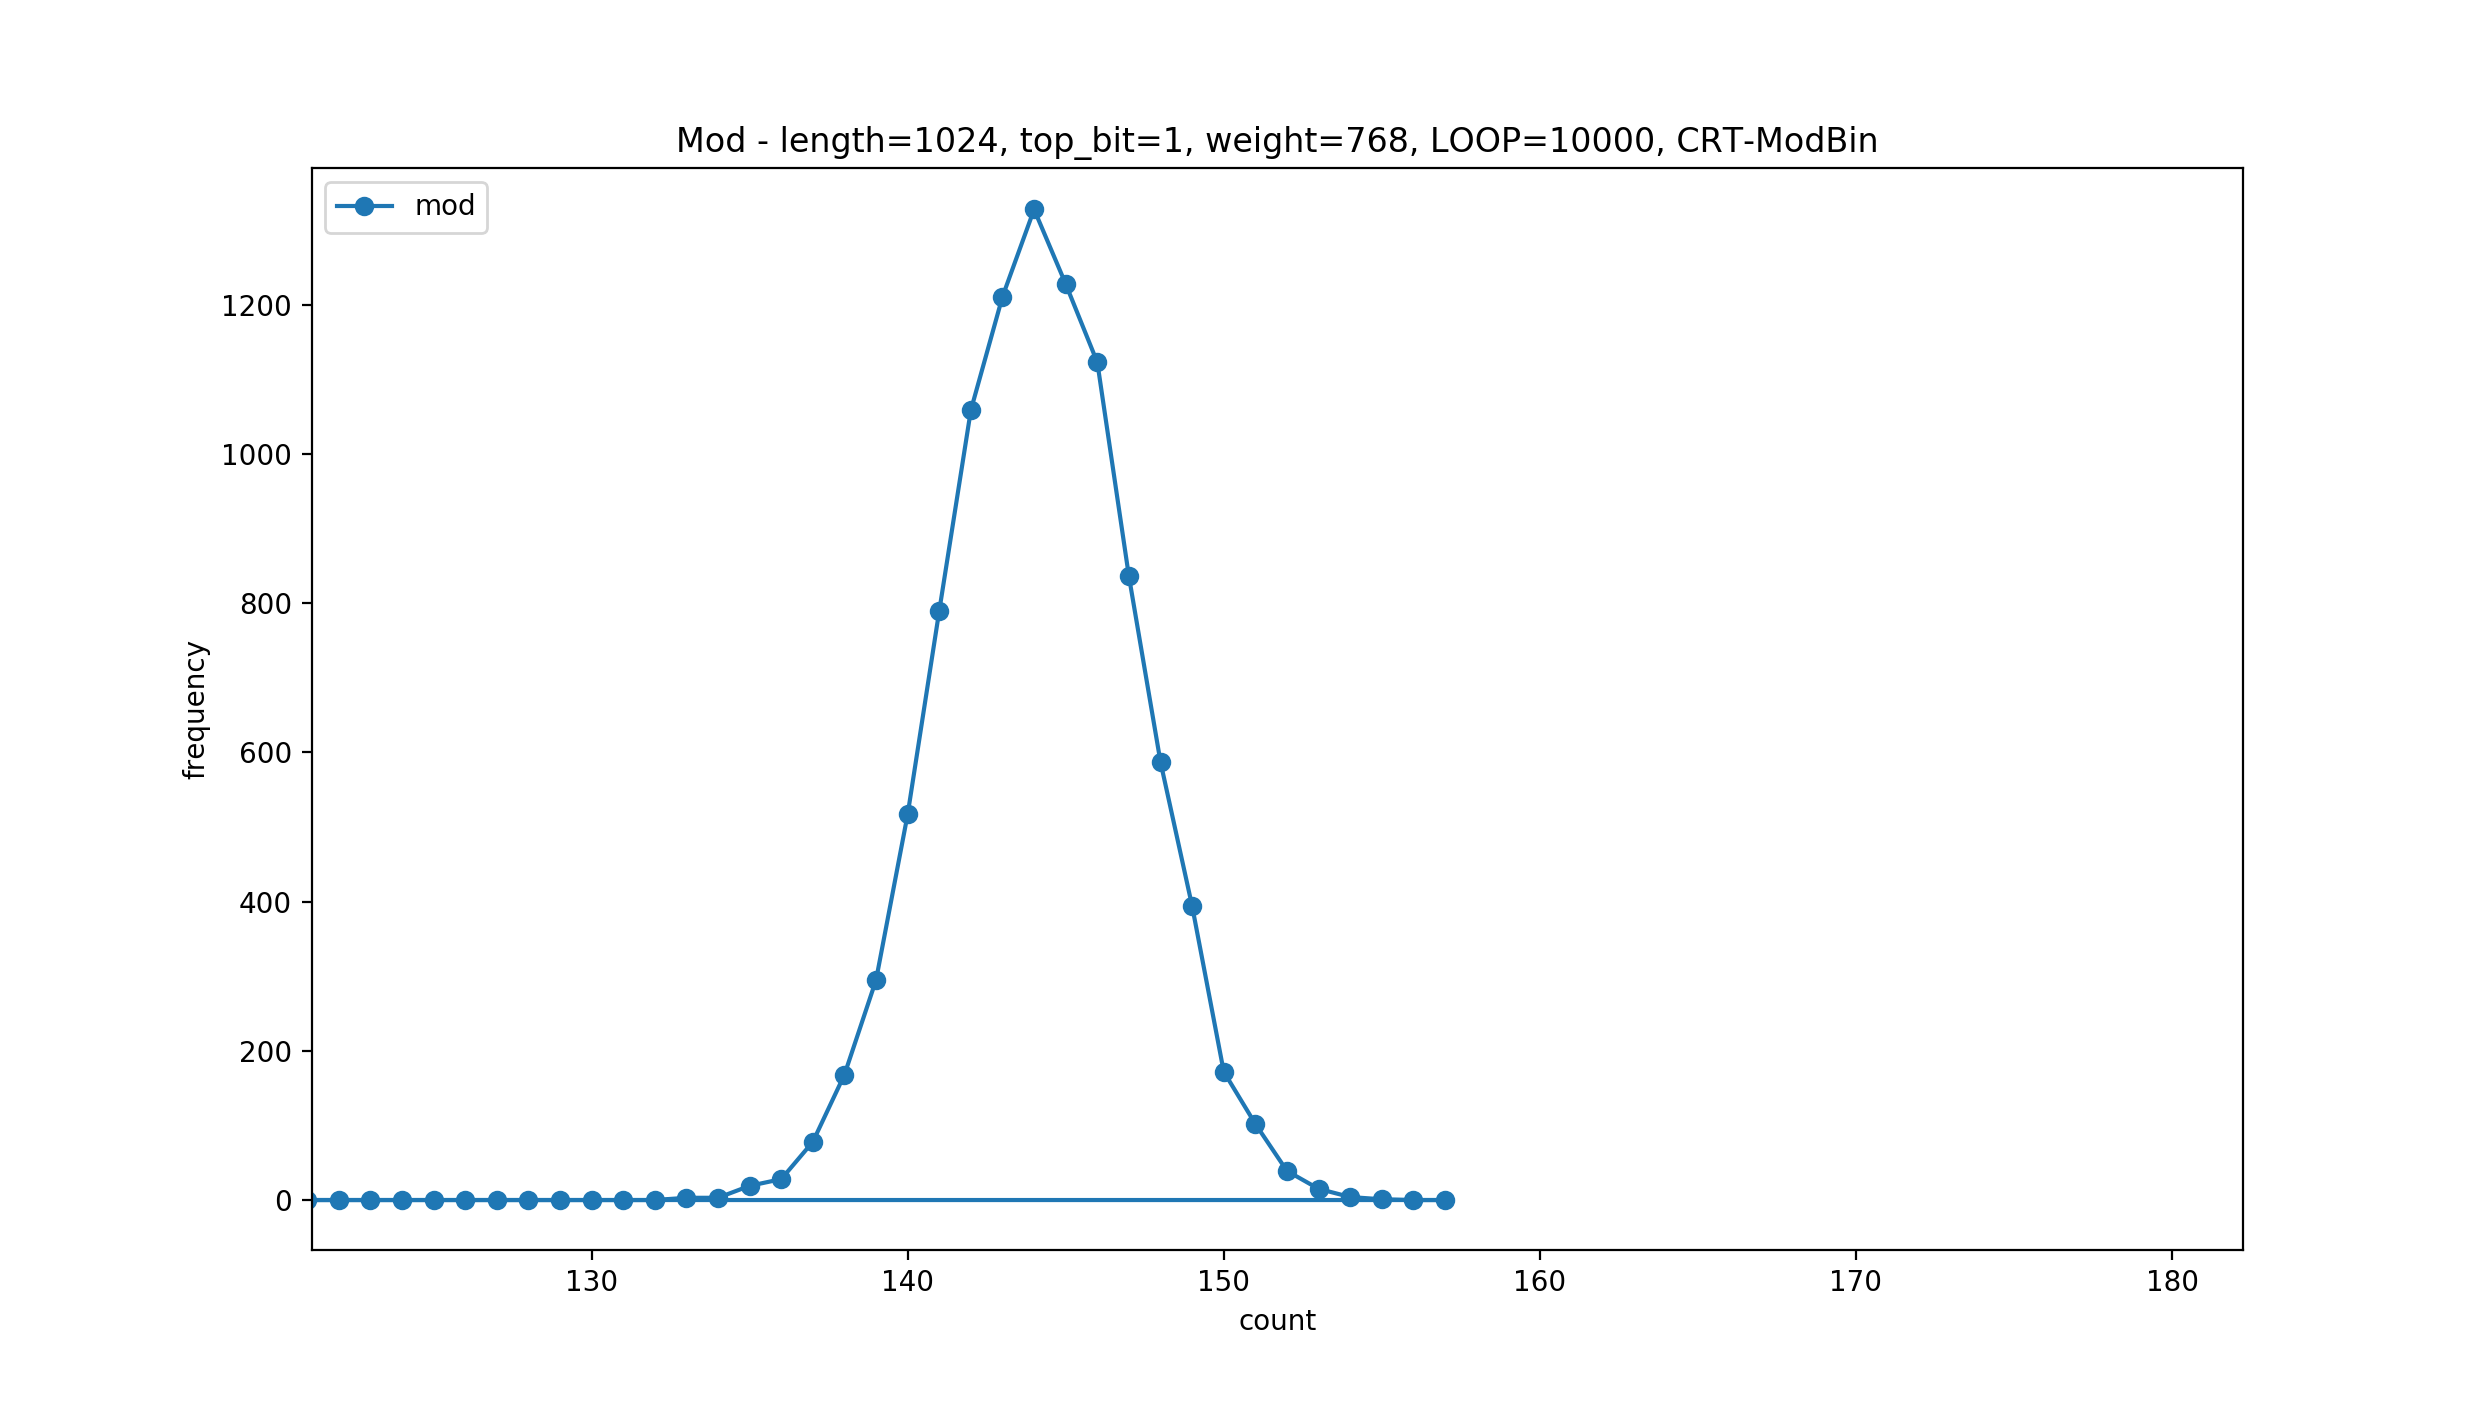 Mod - length=1024, top_bit=1, weight=768, LOOP=10000, CRT-ModBin
mod
1200
1000
800
600
400
200
0
frequency
130 140 150 160 170 180
count